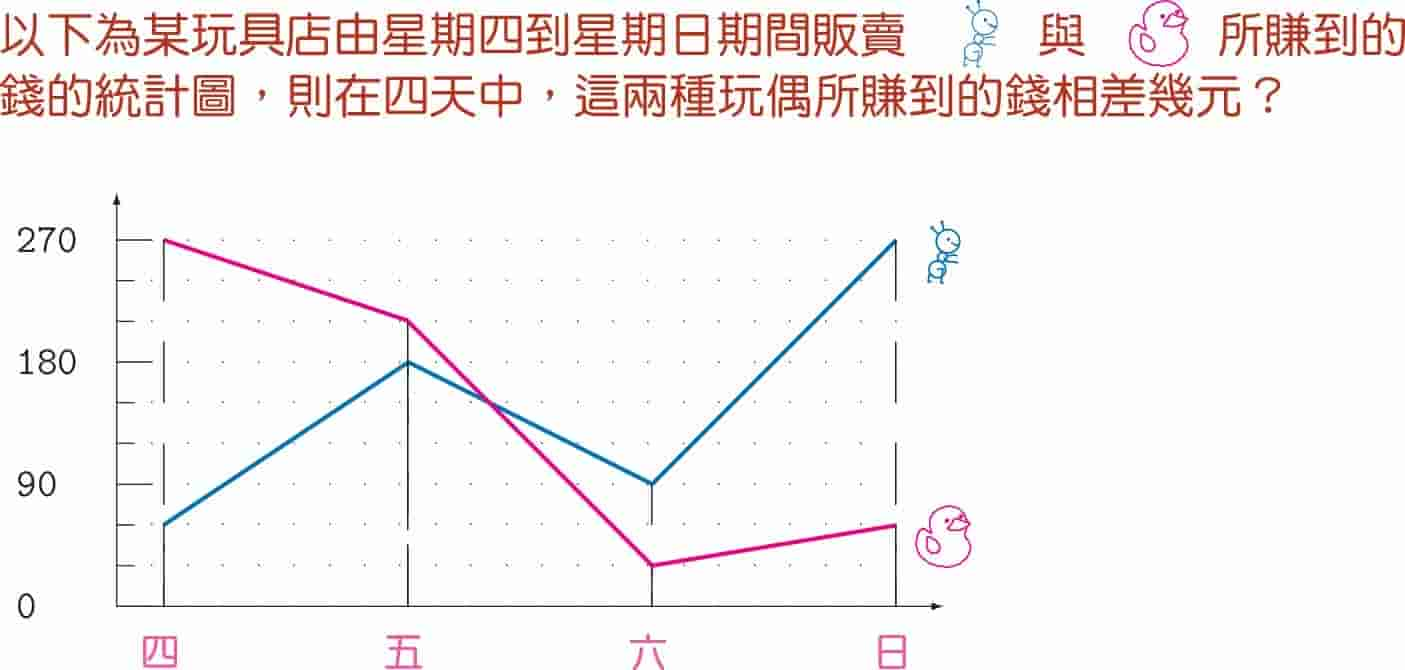 以下為某玩具店由星期四到星期日期間販賣 與 所賺到的
錢的統計圖，則在四天中，這兩種玩偶所賺到的錢相差幾元？
270
180
90
0
四 五 六 日